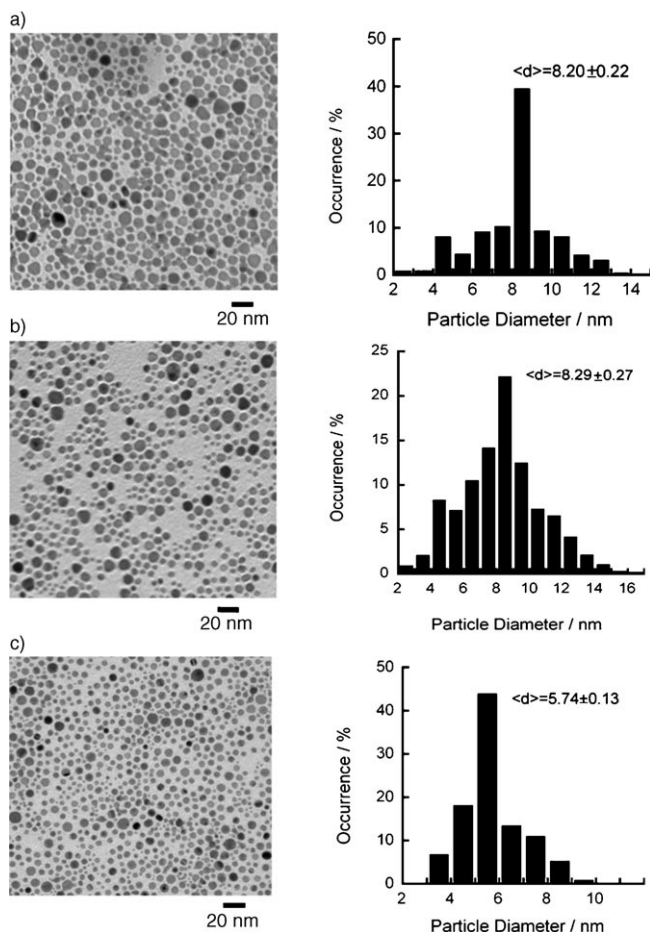 a)
50
40
30
20
10
0
Occurrence / %
<d>=8.20±0.22
2 4 6 8 10 12 14
Particle Diameter / nm
20 nm
b)
25
20
15
10
5
0
Occurrence / %
<d>=8.29±0.27
2 4 6 8 10 12 14 16
Particle Diameter / nm
20 nm
c)
50
40
30
20
10
0
Occurrence / %
<d>=5.74±0.13
2 4 6 8 10
Particle Diameter / nm
20 nm